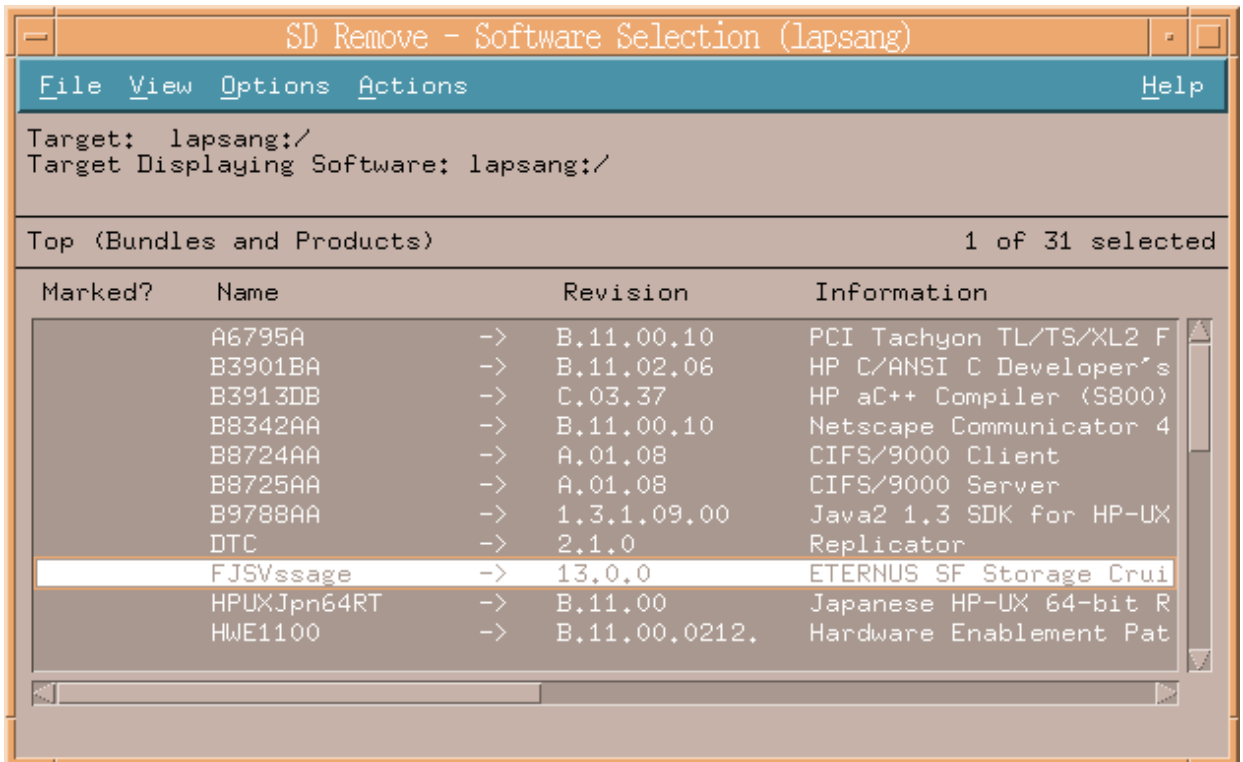 SD Remove - Software Selection (lapsang)
File View Options Actions Help
Target: lapsang:/
Target Displaying Software: lapsang:/
Top (Bundles and Products) 1 of 31 selected
Marked? Name Revision Information
A6795A -> B.11.00.10 PCI Tachyon TL/TS/XL2 F
B3901BA -> B.11.02.06 HP C/ANSI C Developer's
B3913DB -> C.03.37 HP aC++ Compiler (S800)
B8342AA -> B.11.00.10 Netscape Communicator 4
B8724AA -> A.01.08 CIFS/9000 Client
B8725AA -> A.01.08 CIFS/9000 Server
B9788AA -> 1.3.1.09.00 Java2 1.3 SDK for HP-UX
DTC -> 2.1.0 Replicator
FJSVssage -> 13.0.0 ETERNUS SF Storage Crui
HPUXJpn64RT -> B.11.00 Japanese HP-UX 64-bit R
HWE1100 -> B.11.00.0212. Hardware Enablement Pat